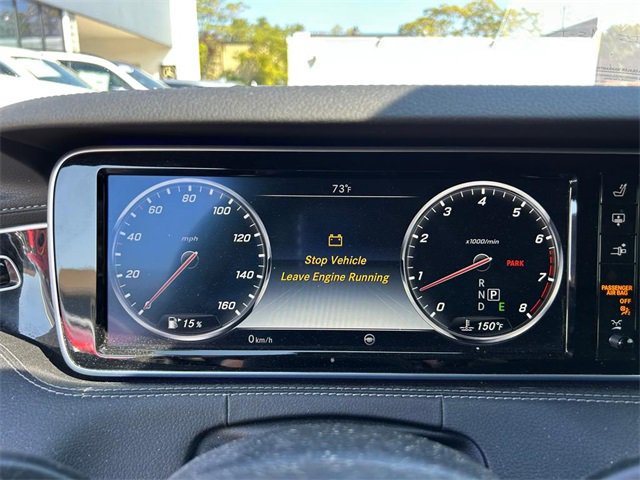 73°F
80
60
100
40
mph
120
20
140
0
160
15%
Stop Vehicle
Leave Engine Running
0 km/h
4
3
5
2
x1000/min
6
1
PARK
7
0
8
R
N P
D E
150°F
PASSENGER
AIR BAG
OFF